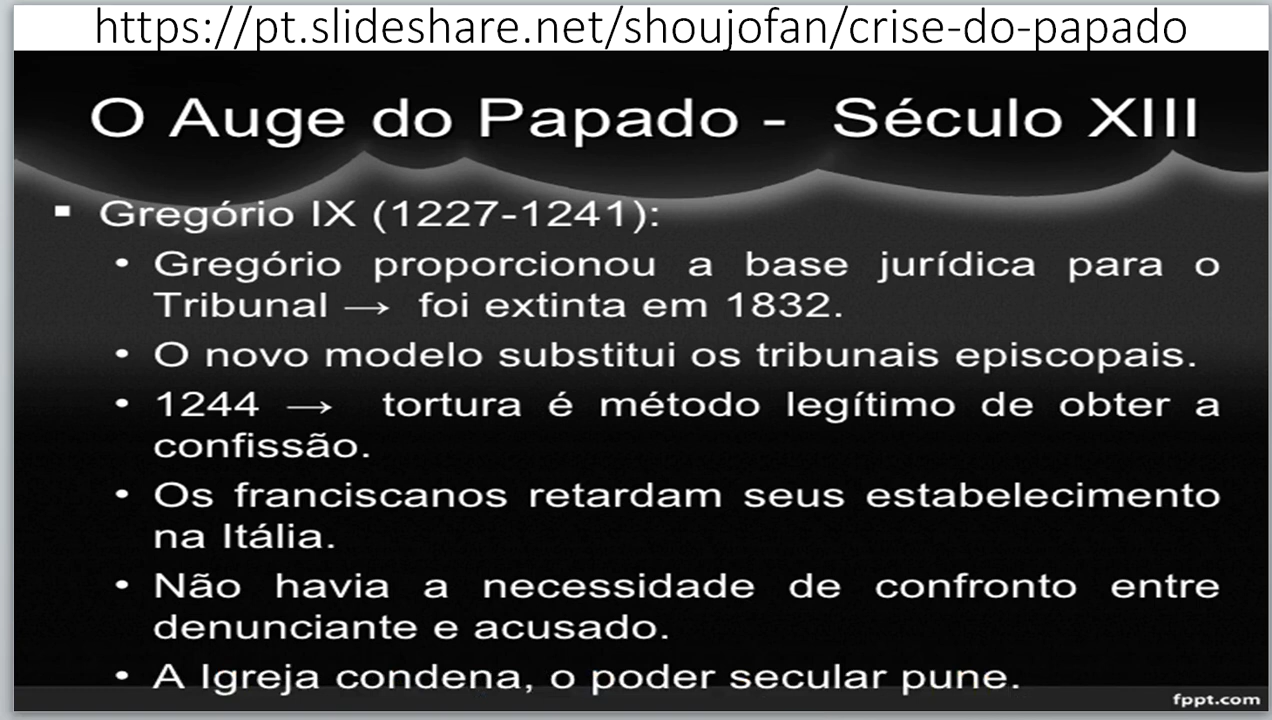 https://pt.slideshare.net/shoujofan/crise-do-papado
O Auge do Papado - Século XIII
▪ Gregório IX (1227-1241):
• Gregório proporcionou a base jurídica para o
Tribunal → foi extinta em 1832.
• O novo modelo substitui os tribunais episcopais.
• 1244 → tortura é método legítimo de obter a
confissão.
• Os franciscanos retardam seus estabelecimento
na Itália.
• Não havia a necessidade de confronto entre
denunciante e acusado.
• A Igreja condena, o poder secular pune.
fppt.com